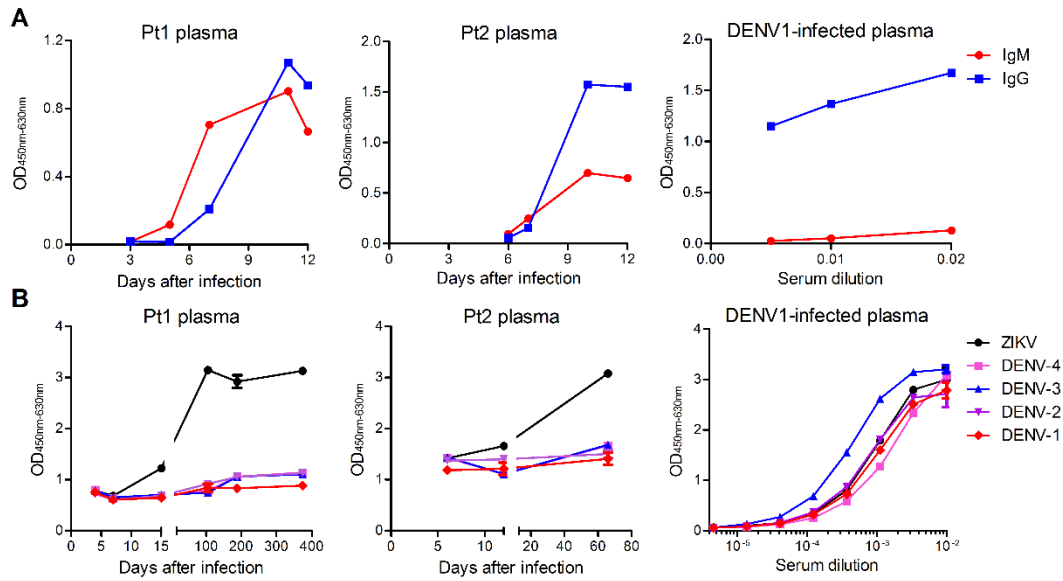 A
Pt1 plasma
OD450nm-630nm
1.2
0.8
0.4
0.0
0 3 6 9 12
Days after infection
Pt2 plasma
OD450nm-630nm
2.0
1.5
1.0
0.5
0.0
0 3 6 9 12
Days after infection
DENV1-infected plasma
OD450nm-630nm
2.0
1.5
1.0
0.5
0.0
0.00 0.01 0.02
Serum dilution
IgM
IgG
B
Pt1 plasma
OD450nm-630nm
4
3
2
1
0
0 5 10 15 100 200 300 400
Days after infection
Pt2 plasma
OD450nm-630nm
4
3
2
1
0
0 5 10 20 40 60 80
Days after infection
DENV1-infected plasma
OD450nm-630nm
4
3
2
1
0
10-5 10-4 10-3 10-2
Serum dilution
ZIKV
DENV-4
DENV-3
DENV-2
DENV-1